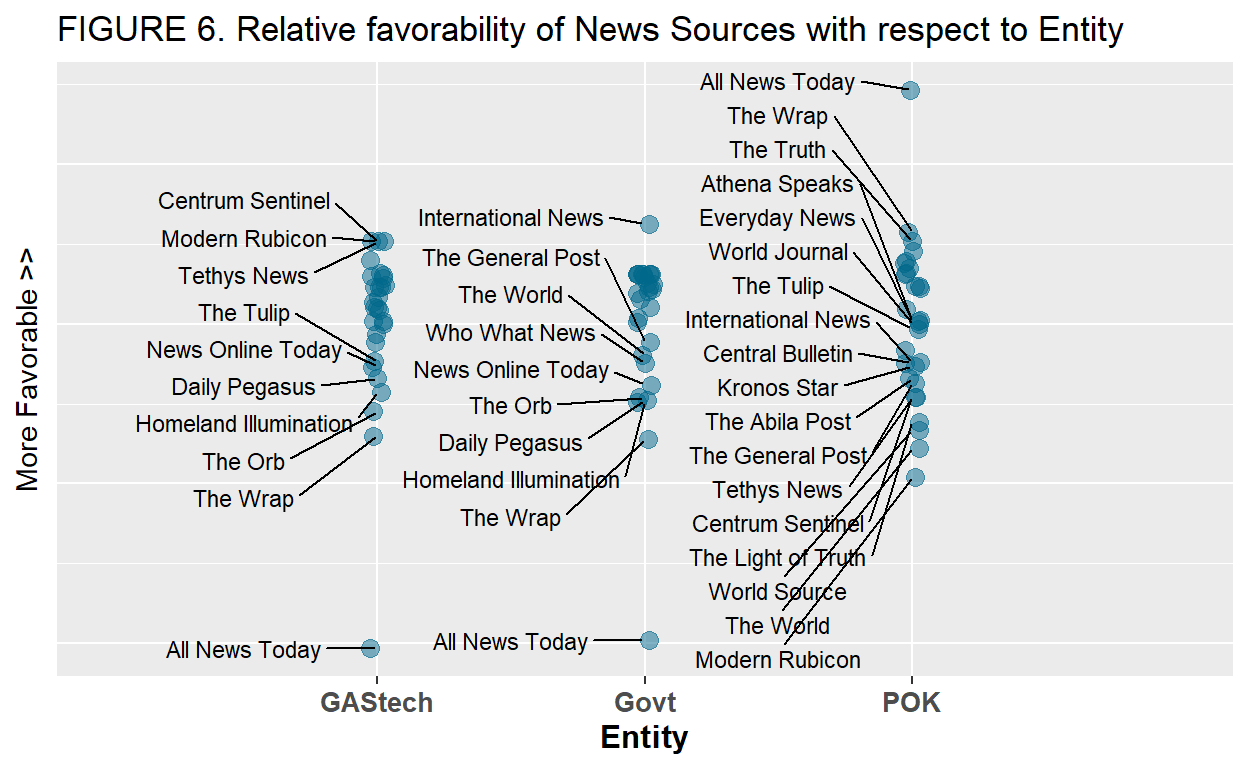 FIGURE 6. Relative favorability of News Sources with respect to Entity
More Favorable >>
Centrum Sentinel
Modern Rubicon
Tethys News
The Tulip
News Online Today
Daily Pegasus
Homeland Illumination
The Orb
The Wrap
All News Today
International News
The General Post
The World
Who What News
News Online Today
The Orb
Daily Pegasus
Homeland Illumination
The Wrap
All News Today
All News Today
The Wrap
The Truth
Athena Speaks
Everyday News
World Journal
The Tulip
International News
Central Bulletin
Kronos Star
The Abila Post
The General Post
Tethys News
Centrum Sentinel
The Light of Truth
World Source
The World
Modern Rubicon
GAStech
Govt
POK
Entity